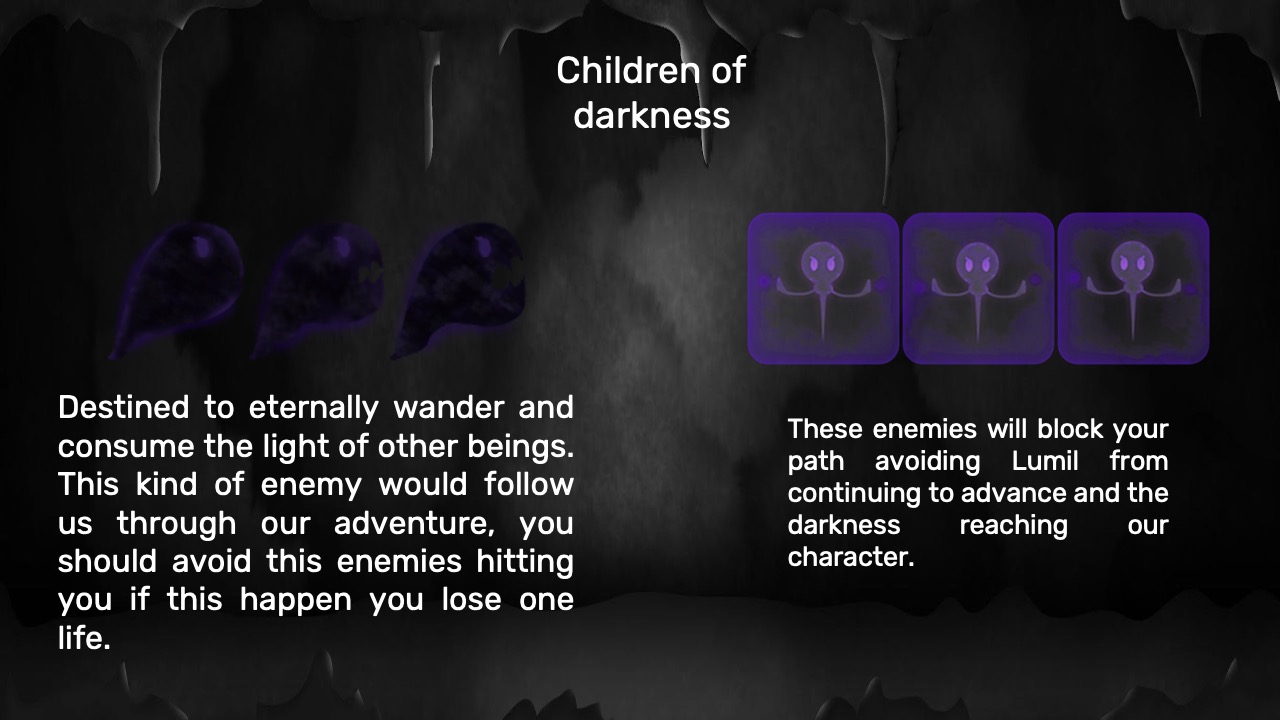 Children of
darkness
Destined to eternally wander and
consume the light of other beings.
This kind of enemy would follow
us through our adventure, you
should avoid this enemies hitting
you if this happen you lose one
life.
These enemies will block your
path avoiding Lumil from
continuing to advance and the
darkness reaching our
character.